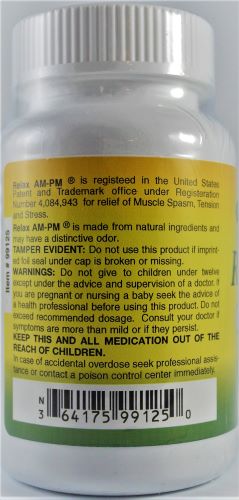 Relax AM-PM ® is registeed in the United States
Patent and Trademark office under Registeration
Number 4,084,943 for relief of Muscle Spasm, Tension
and Stress.
Relax AM-PM ® is made from natural ingredients and
may have a distinctive odor.
TAMPER EVIDENT: Do not use this product if imprint-
ed foil seal under cap is broken or missing.
WARNINGS: Do not give to children under twelve
except under the advice and supervision of a doctor. If
you are pregnant or nursing a baby seek the advice of
a health professional before using this product. Do not
exceed recommended dosage. Consult your doctor if
symptoms are more than mild or if they persist.
KEEP THIS AND ALL MEDICATION OUT OF THE
REACH OF CHILDREN.
In case of accidental overdose seek professional assis-
tance or contact a poison control center immediately.
Item # 99125
N
3 64175 99125 0